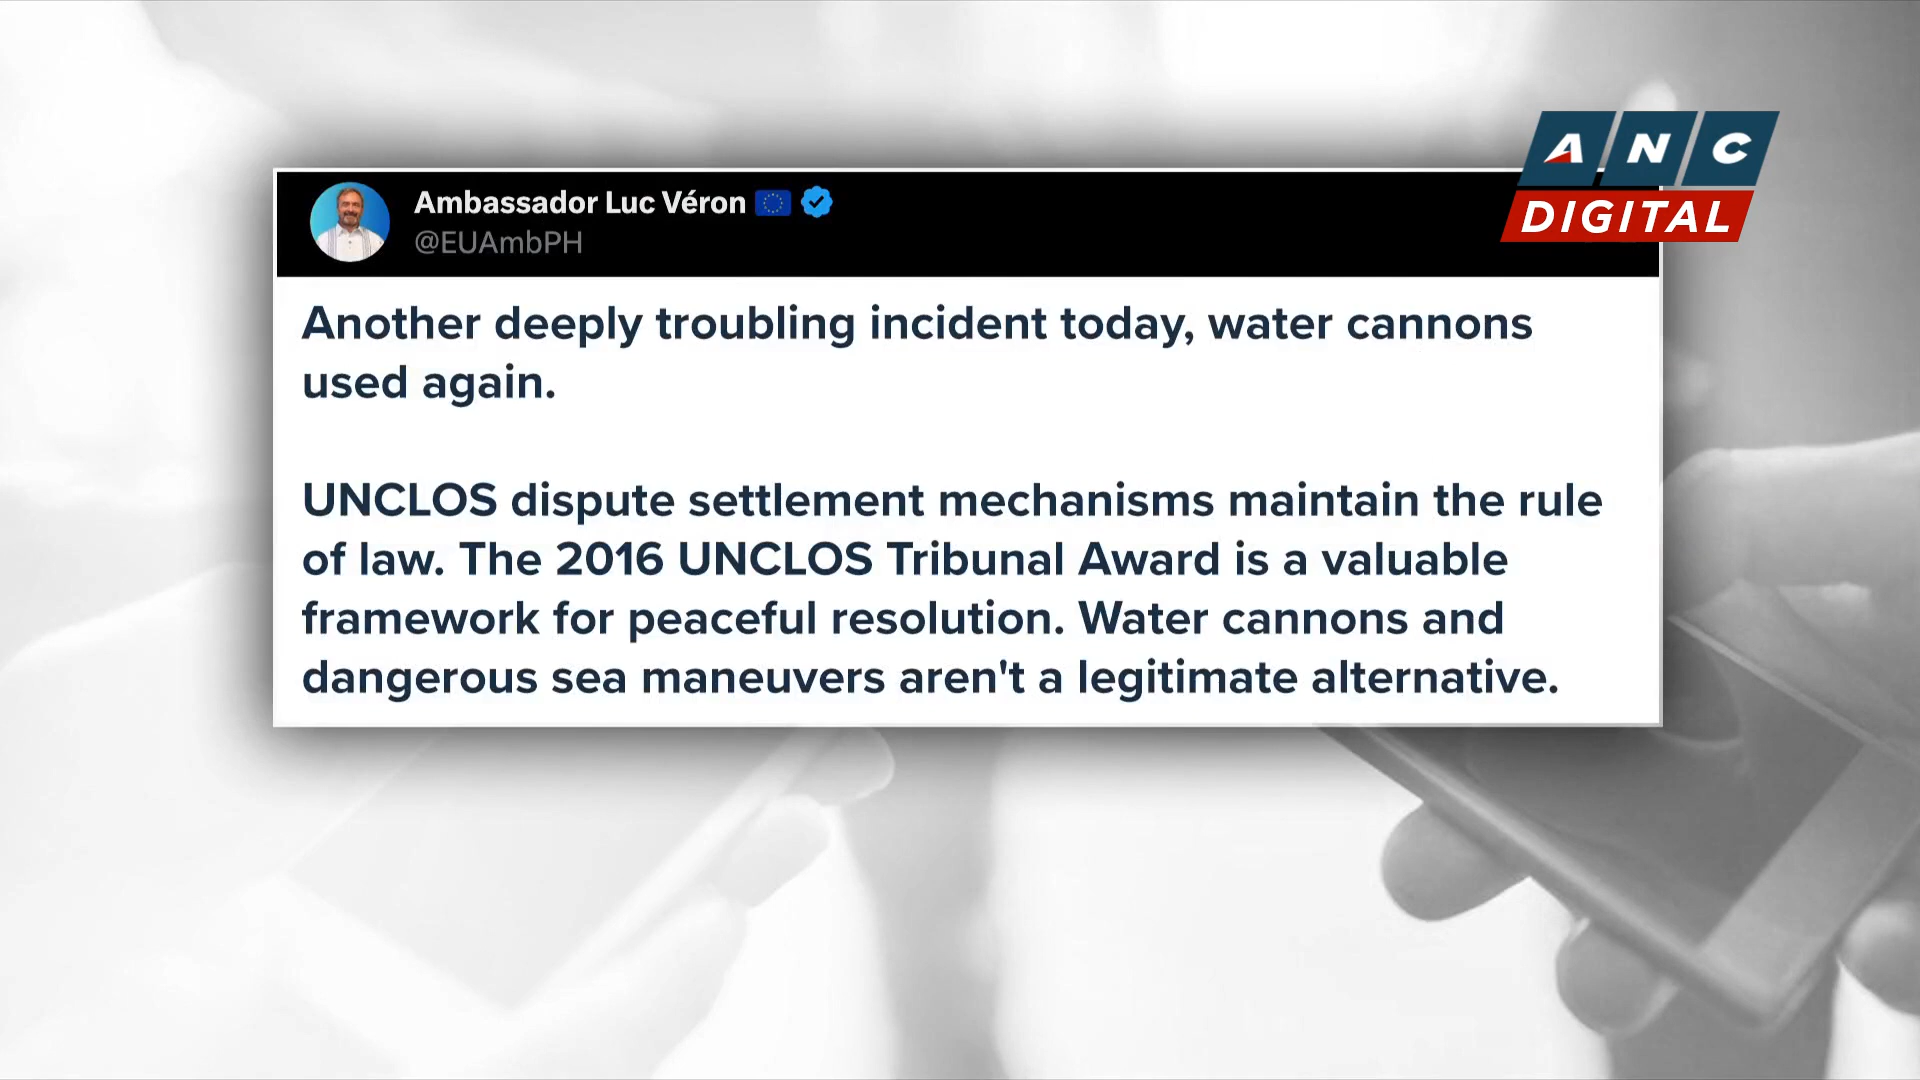 ANC
DIGITAL
Ambassador Luc Véron
@EUAmbPH
Another deeply troubling incident today, water cannons
used again.
UNCLOS dispute settlement mechanisms maintain the rule
of law. The 2016 UNCLOS Tribunal Award is a valuable
framework for peaceful resolution. Water cannons and
dangerous sea maneuvers aren't a legitimate alternative.